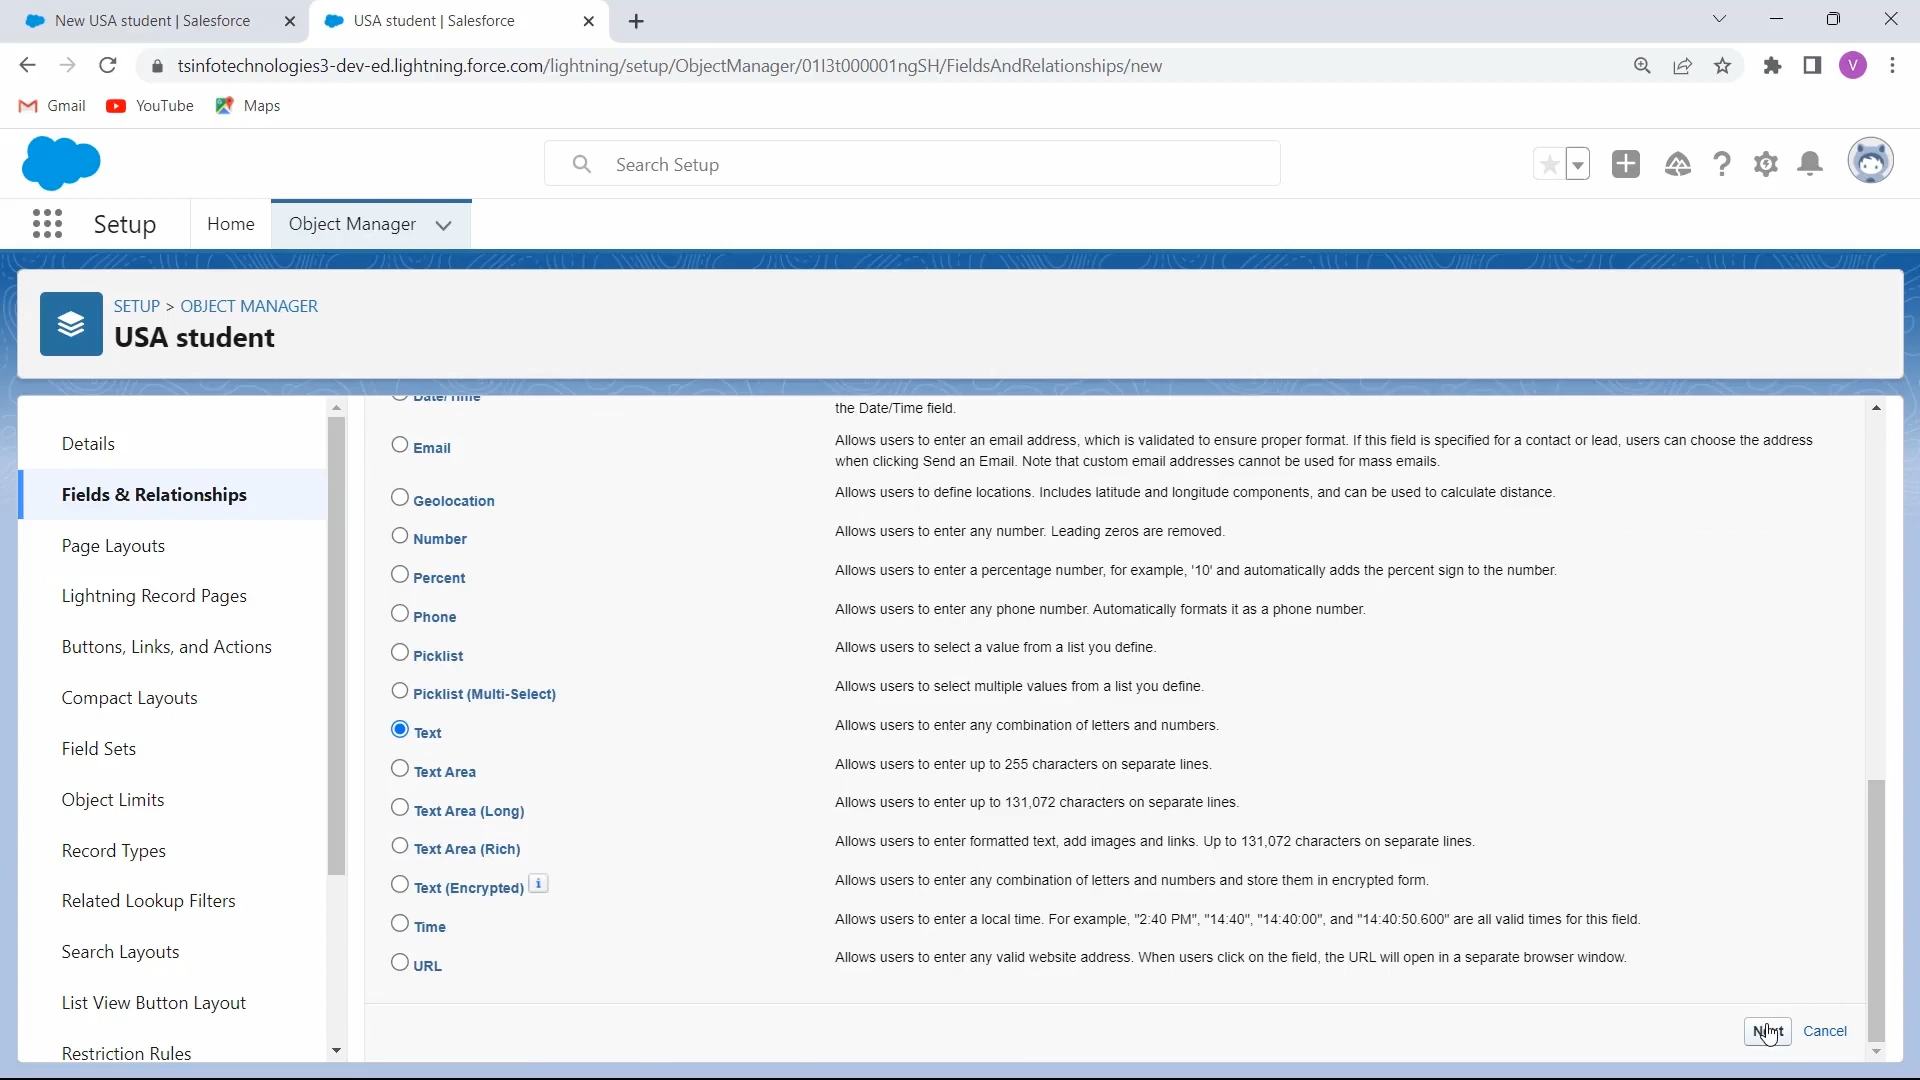 New USA student | Salesforce
USA student | Salesforce
tsinfotechnologies3-dev-ed.lightning.force.com/lightning/setup/ObjectManager/01I3t000001ngSH/FieldsAndRelationships/new
V
Gmail
YouTube
Maps
Search Setup
Setup
Home
Object Manager
SETUP > OBJECT MANAGER
USA student
Details
Fields & Relationships
Page Layouts
Lightning Record Pages
Buttons, Links, and Actions
Compact Layouts
Field Sets
Object Limits
Record Types
Related Lookup Filters
Search Layouts
List View Button Layout
Restriction Rules
Date/Time
the Date/Time field.
Email
Allows users to enter an email address, which is validated to ensure proper format. If this field is specified for a contact or lead, users can choose the address
when clicking Send an Email. Note that custom email addresses cannot be used for mass emails.
Geolocation
Allows users to define locations. Includes latitude and longitude components, and can be used to calculate distance.
Number
Allows users to enter any number. Leading zeros are removed.
Percent
Allows users to enter a percentage number, for example, '10' and automatically adds the percent sign to the number.
Phone
Allows users to enter any phone number. Automatically formats it as a phone number.
Picklist
Allows users to select a value from a list you define.
Picklist (Multi-Select)
Allows users to select multiple values from a list you define.
Text
Allows users to enter any combination of letters and numbers.
Text Area
Allows users to enter up to 255 characters on separate lines.
Text Area (Long)
Allows users to enter up to 131,072 characters on separate lines.
Text Area (Rich)
Allows users to enter formatted text, add images and links. Up to 131,072 characters on separate lines.
Text (Encrypted) i
Allows users to enter any combination of letters and numbers and store them in encrypted form.
Time
Allows users to enter a local time. For example, "2:40 PM", "14:40", "14:40:00", and "14:40:50.600" are all valid times for this field.
URL
Allows users to enter any valid website address. When users click on the field, the URL will open in a separate browser window.
Next
Cancel